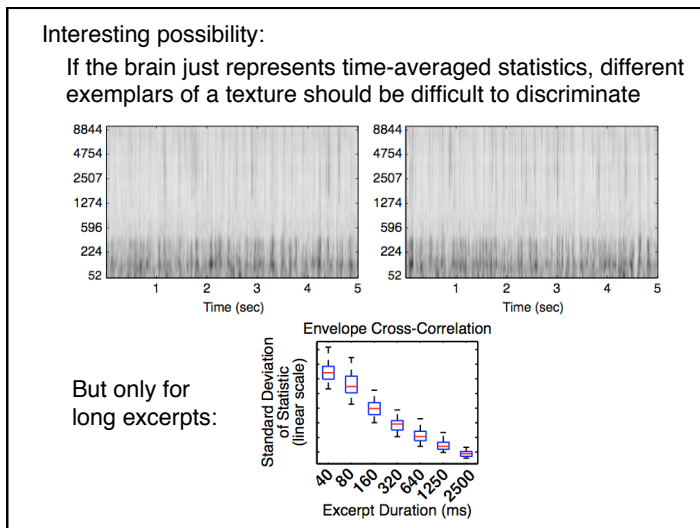 Interesting possibility:
If the brain just represents time-averaged statistics, different
exemplars of a texture should be difficult to discriminate
8844
4754
2507
1274
596
224
52
1 2 3 4 5
Time (sec)
8844
4754
2507
1274
596
224
52
1 2 3 4 5
Time (sec)
But only for
long excerpts:
Envelope Cross-Correlation
Standard Deviation
of Statistic
(linear scale)
40 80 160 320 640 1250 2500
Excerpt Duration (ms)